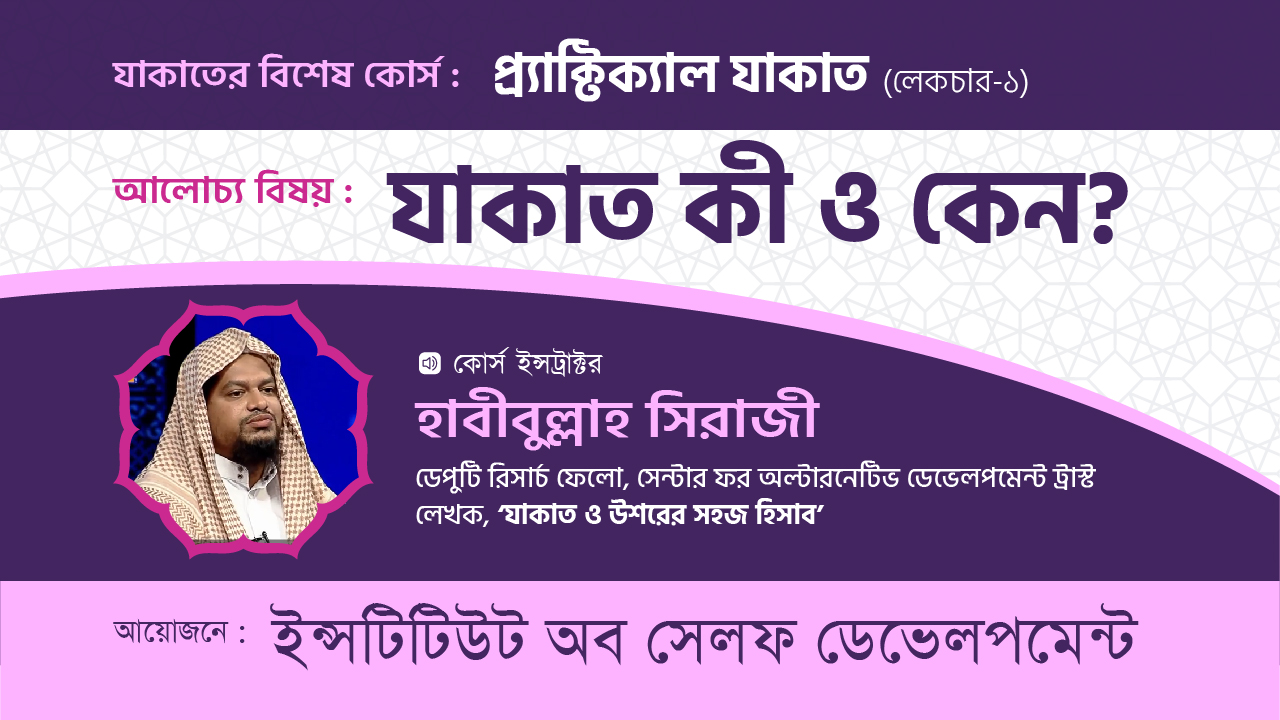 যাকাতের বিশেষ কোর্স : প্র্যাক্টিক্যাল যাকাত (লেকচার-১)
আলোচ্য বিষয় : যাকাত কী ও কেন?
কোর্স ইন্সট্রাক্টর
হাবীবুল্লাহ সিরাজী
ডেপুটি রিসার্চ ফেলো, সেন্টার ফর অল্টারনেটিভ ডেভেলপমেন্ট ট্রাস্ট
লেখক, ‘যাকাত ও উশরের সহজ হিসাব’
আয়োজনে : ইন্সটিটিউট অব সেলফ ডেভেলপমেন্ট